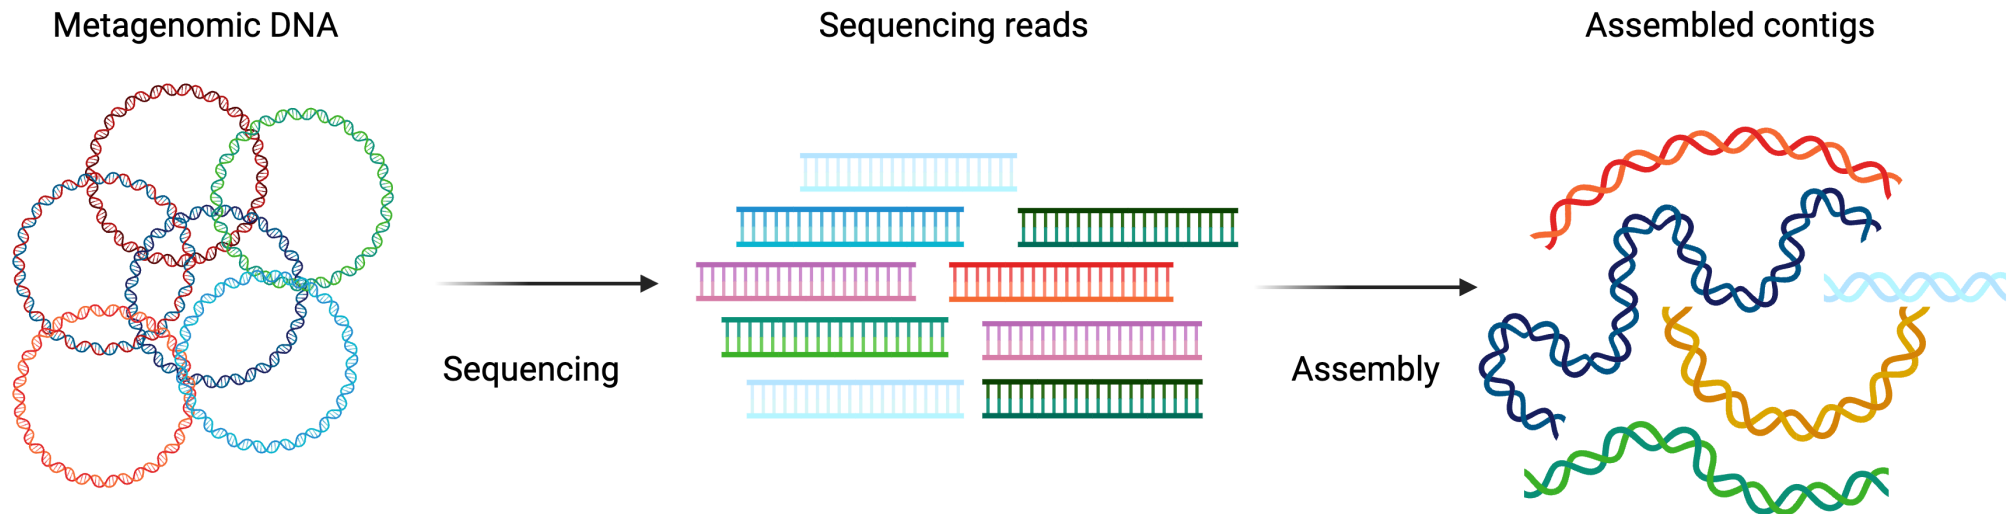 Metagenomic DNA
Sequencing reads
Assembled contigs
Sequencing
Assembly